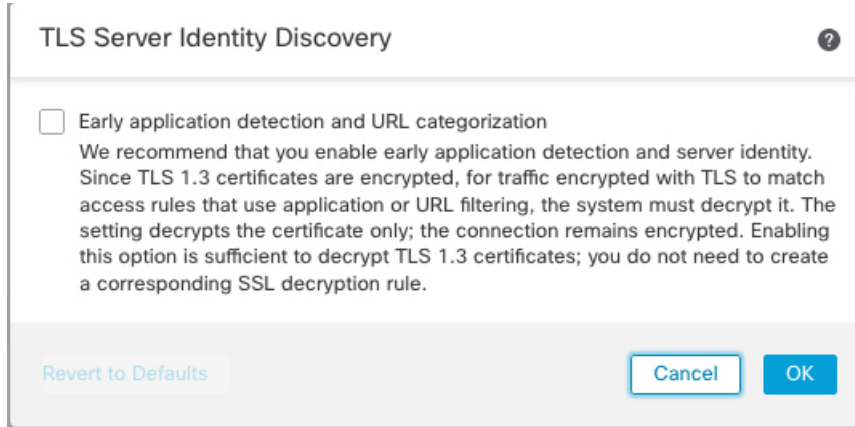 TLS Server Identity Discovery
?
Early application detection and URL categorization
We recommend that you enable early application detection and server identity.
Since TLS 1.3 certificates are encrypted, for traffic encrypted with TLS to match
access rules that use application or URL filtering, the system must decrypt it. The
setting decrypts the certificate only; the connection remains encrypted. Enabling
this option is sufficient to decrypt TLS 1.3 certificates; you do not need to create
a corresponding SSL decryption rule.
Revert to Defaults
Cancel
OK